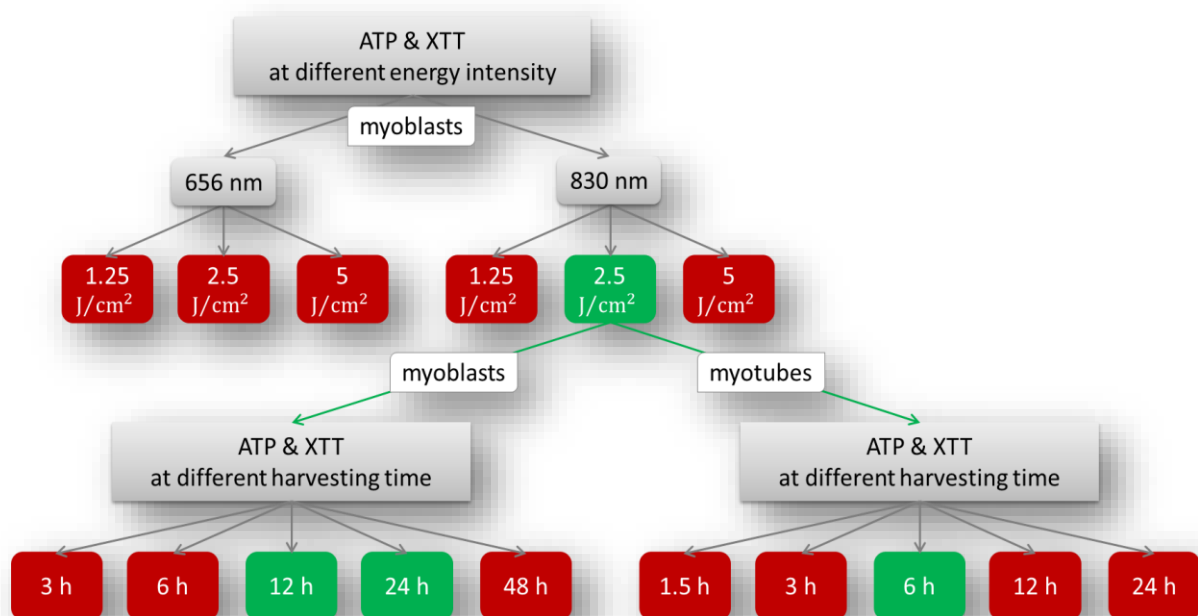 ATP & XTT
at different energy intensity
myoblasts
656 nm
830 nm
1.25
J/cm²
2.5
J/cm²
5
J/cm²
1.25
J/cm²
2.5
J/cm²
5
J/cm²
myoblasts
myotubes
ATP & XTT
at different harvesting time
ATP & XTT
at different harvesting time
3 h
6 h
12 h
24 h
48 h
1.5 h
3 h
6 h
12 h
24 h